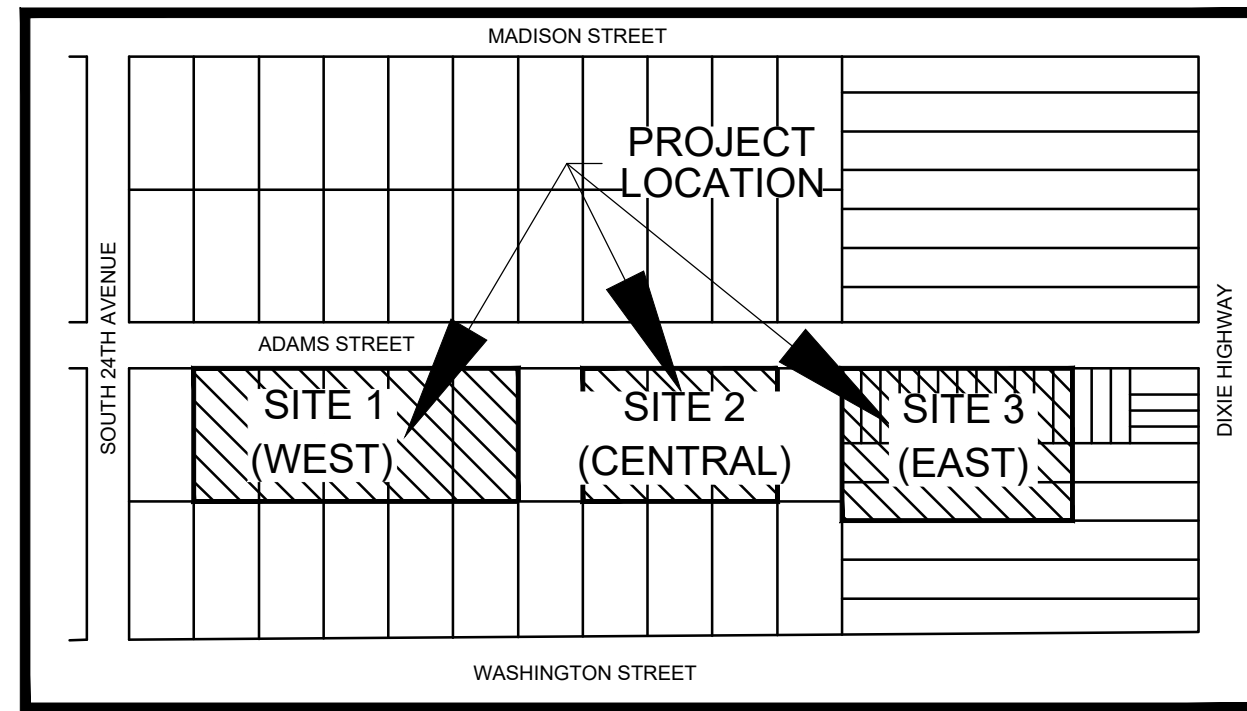 MADISON STREET
PROJECT
LOCATION
SOUTH 24TH AVENUE
DIXIE HIGHWAY
ADAMS STREET
SITE 1
(WEST)
SITE 2
(CENTRAL)
SITE 3
(EAST)
WASHINGTON STREET